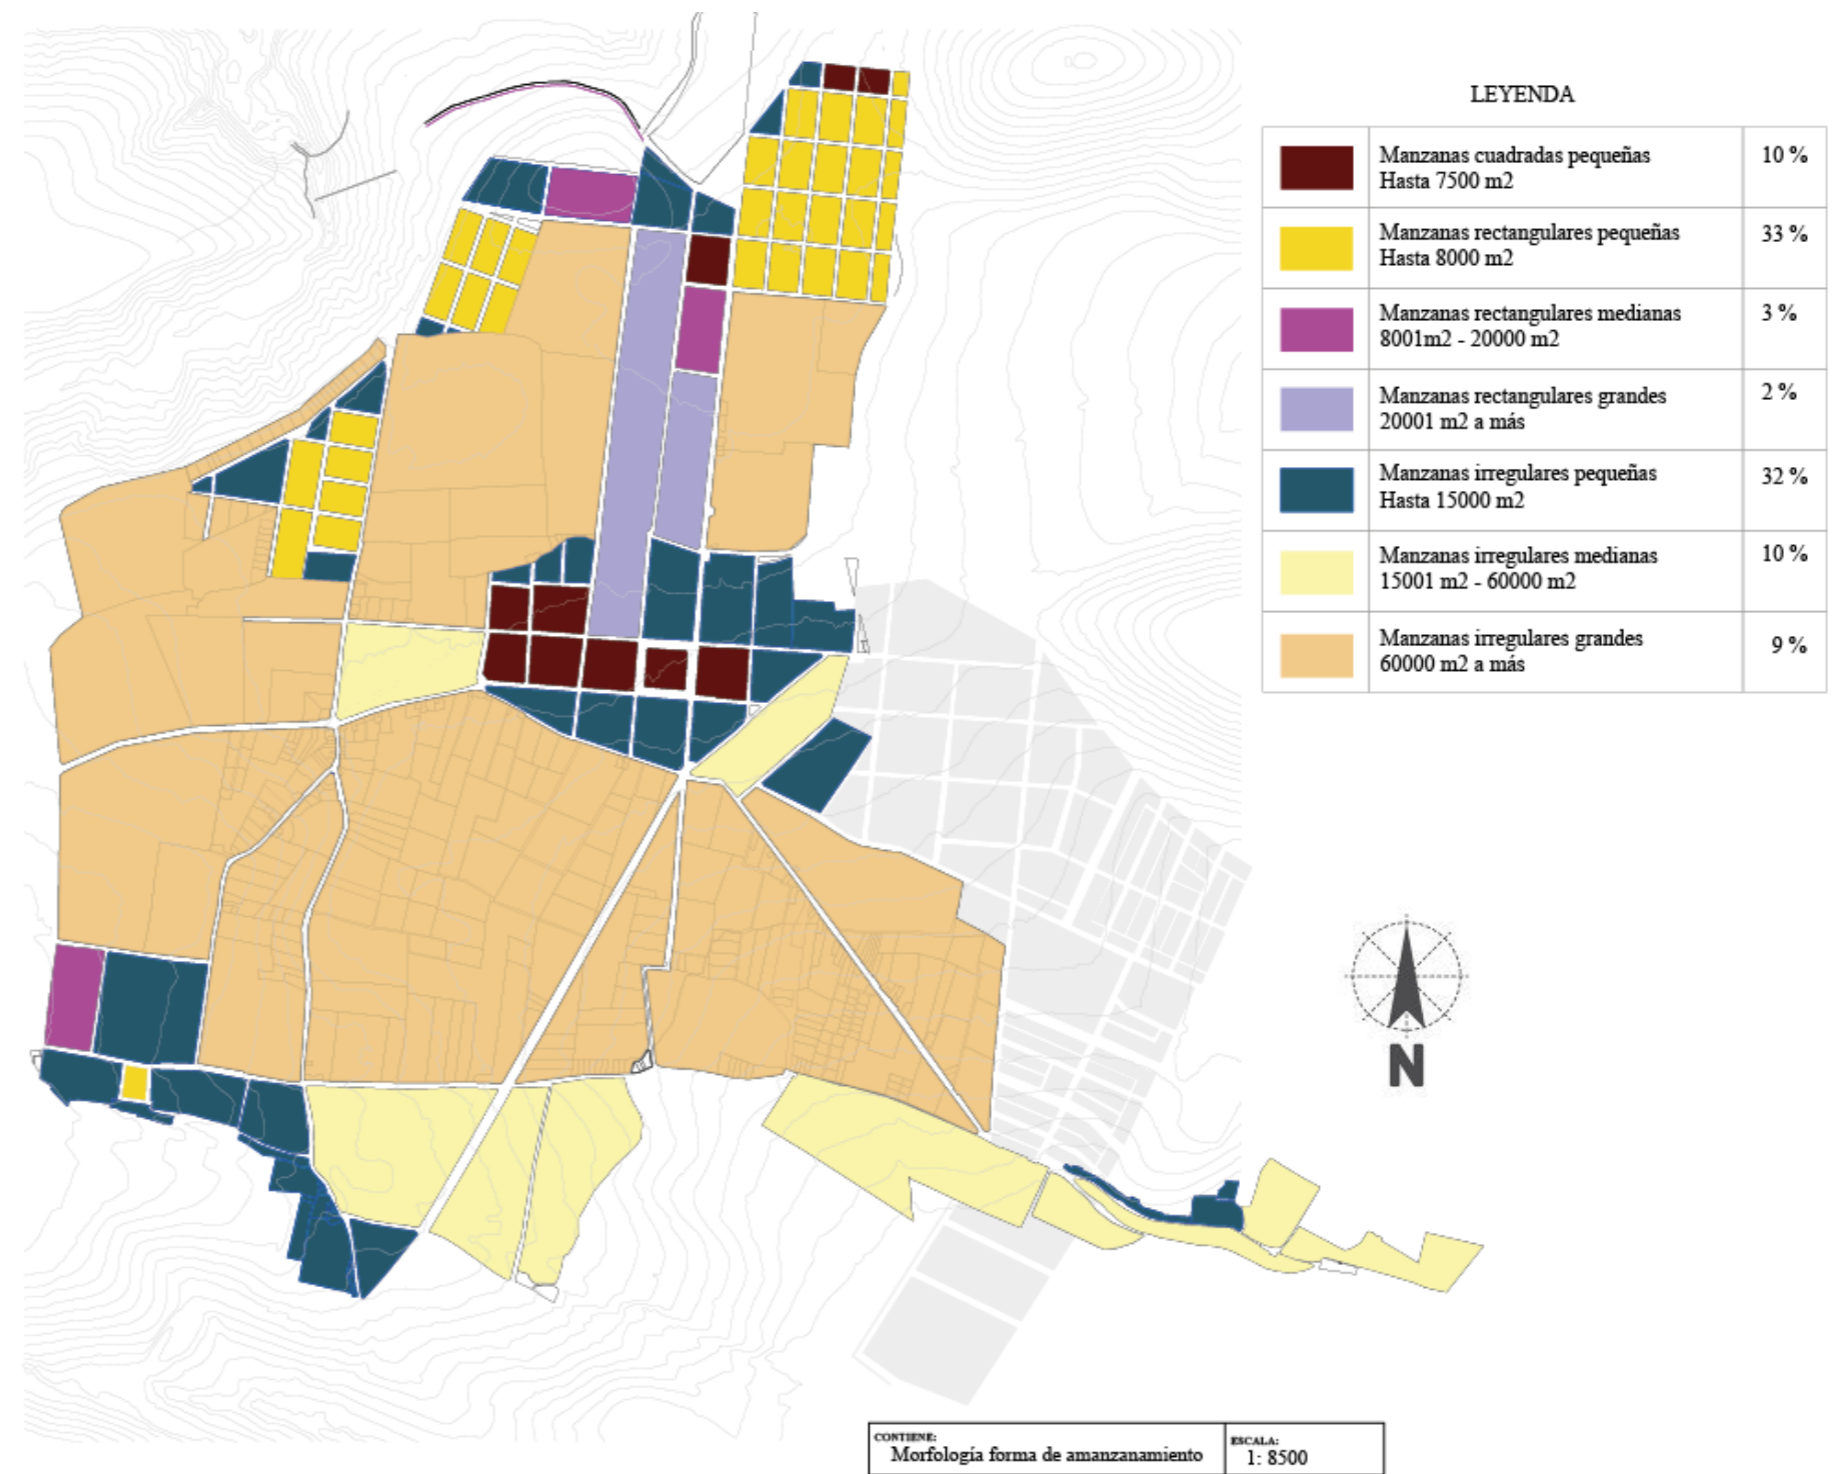 LEYENDA
Manzanas cuadradas pequeñas
Hasta 7500 m2
10 %
Manzanas rectangulares pequeñas
Hasta 8000 m2
33 %
Manzanas rectangulares medianas
8001m2 - 20000 m2
3 %
Manzanas rectangulares grandes
20001 m2 a más
2 %
Manzanas irregulares pequeñas
Hasta 15000 m2
32 %
Manzanas irregulares medianas
15001 m2 - 60000 m2
10 %
Manzanas irregulares grandes
60000 m2 a más
9 %
N
CONTIENE:
Morfología forma de amanzanamiento
ESCALA:
1: 8500